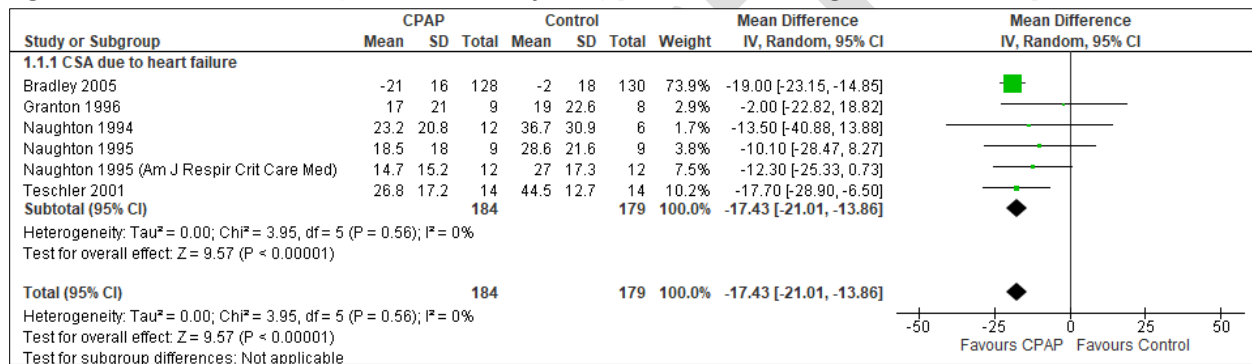 CPAP Control Mean Difference Mean Difference
Study or Subgroup Mean SD Total Mean SD Total Weight IV, Random, 95% CI IV, Random, 95% CI
1.1.1 CSA due to heart failure
Bradley 2005 -21 16 128 -2 18 130 73.9% -19.00 [-23.15, -14.85]
Granton 1996 17 21 9 19 22.6 8 2.9% -2.00 [-22.82, 18.82]
Naughton 1994 23.2 20.8 12 36.7 30.9 6 1.7% -13.50 [-40.88, 13.88]
Naughton 1995 18.5 18 9 28.6 21.6 9 3.8% -10.10 [-28.47, 8.27]
Naughton 1995 (Am J Respir Crit Care Med) 14.7 15.2 12 27 17.3 12 7.5% -12.30 [-25.33, 0.73]
Teschler 2001 26.8 17.2 14 44.5 12.7 14 10.2% -17.70 [-28.90, -6.50]
Subtotal (95% CI) 184 179 100.0% -17.43 [-21.01, -13.86]
Heterogeneity: Tau² = 0.00; Chi² = 3.95, df = 5 (P = 0.56); I² = 0%
Test for overall effect: Z = 9.57 (P < 0.00001)
Total (95% CI) 184 179 100.0% -17.43 [-21.01, -13.86]
Heterogeneity: Tau² = 0.00; Chi² = 3.95, df = 5 (P = 0.56); I² = 0%
Test for overall effect: Z = 9.57 (P < 0.00001)
Test for subgroup differences: Not applicable
-50 -25 0 25 50
Favours CPAP Favours Control